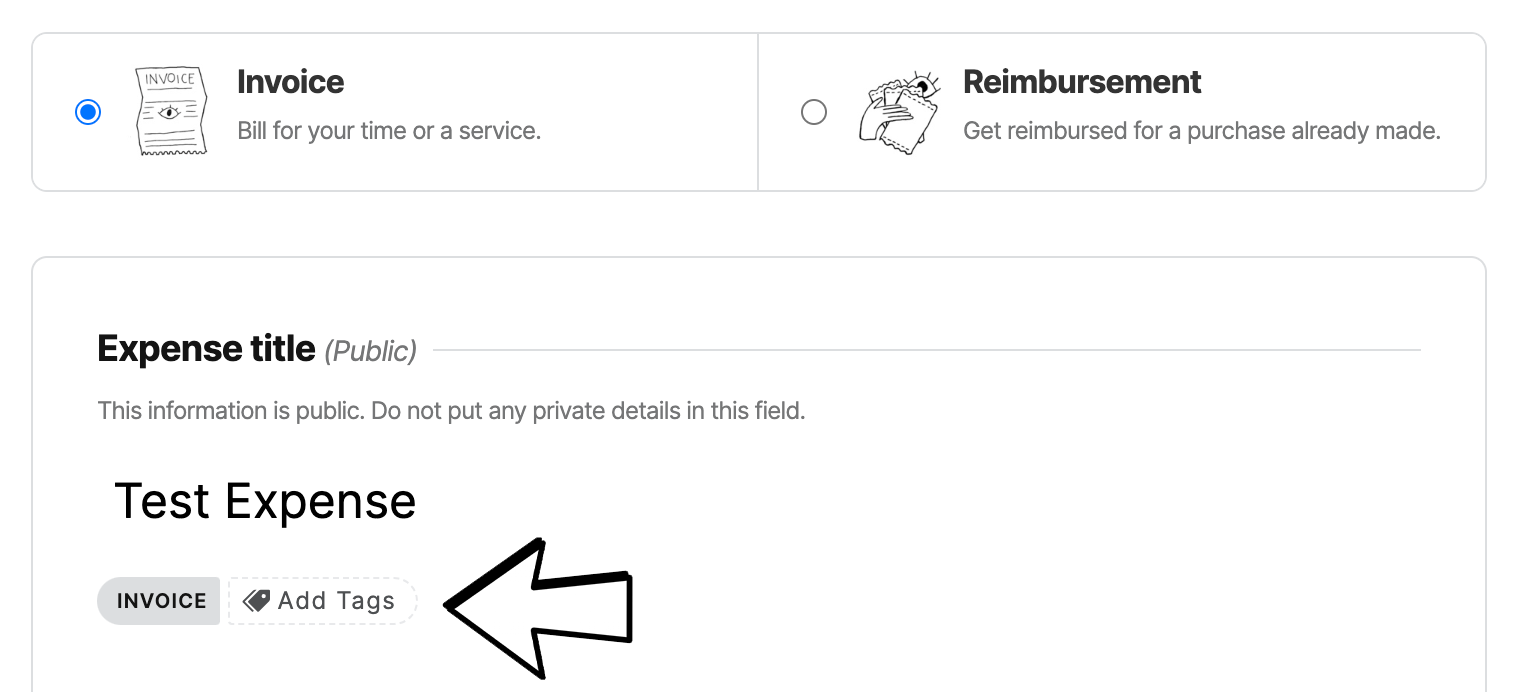 INVOICE
Invoice
Bill for your time or a service.
Reimbursement
Get reimbursed for a purchase already made.
Expense title (Public)
This information is public. Do not put any private details in this field.
Test Expense
INVOICE
Add Tags